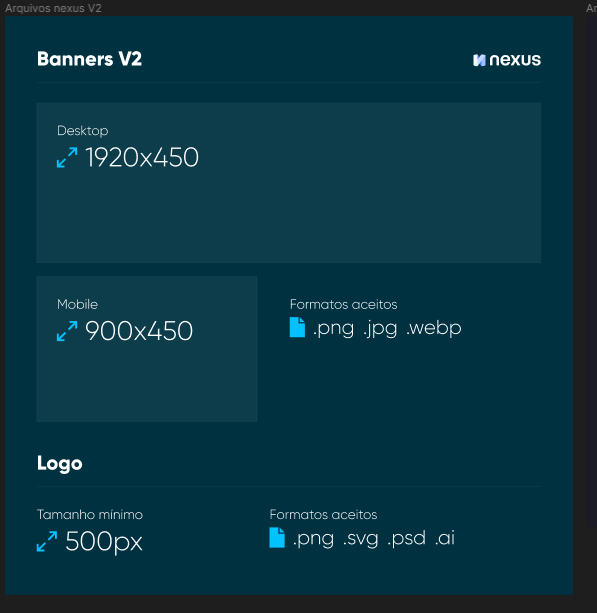 Arquivos nexus V2
Ar
Banners V2
nexus
Desktop
1920x450
Mobile
900x450
Formatos aceitos
.png .jpg .webp
Logo
Tamanho mínimo
500px
Formatos aceitos
.png .svg .psd .ai